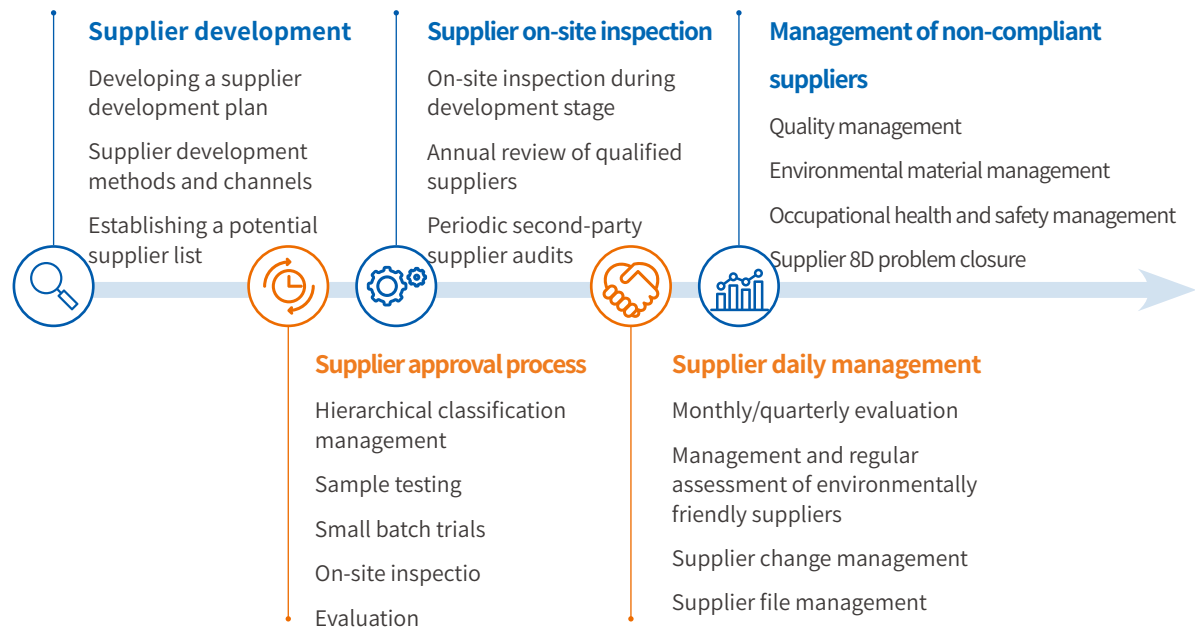 Supplier development
Developing a supplier
development plan
Supplier development
methods and channels
Establishing a potential
supplier list
Supplier approval process
Hierarchical classification
management
Sample testing
Small batch trials
On-site inspectio
Evaluation
Supplier on-site inspection
On-site inspection during
development stage
Annual review of qualified
suppliers
Periodic second-party
supplier audits
Supplier daily management
Monthly/quarterly evaluation
Management and regular
assessment of environmentally
friendly suppliers
Supplier change management
Supplier file management
Management of non-compliant
suppliers
Quality management
Environmental material management
Occupational health and safety management
Supplier 8D problem closure